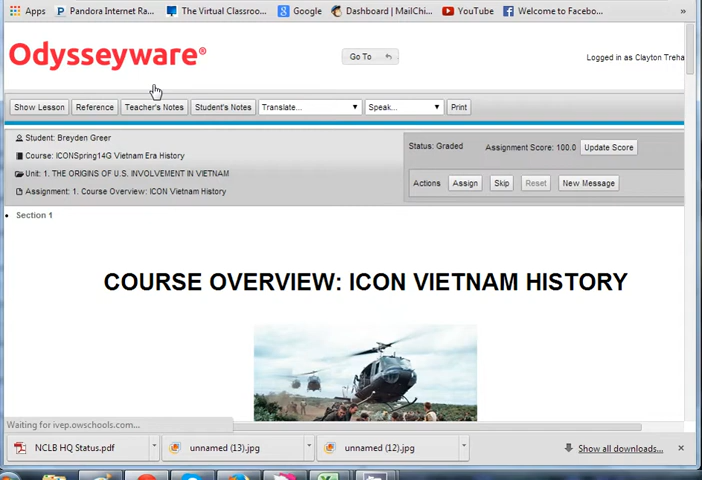 Apps Pandora Internet Ra... The Virtual Classroo... Google Dashboard | MailChi... YouTube Welcome to Facebo... »
Odysseyware®
Go To
Logged in as Clayton Treha
Show Lesson Reference Teacher's Notes Student's Notes Translate... Speak... Print
Student: Breyden Greer
Course: ICONSpring14G Vietnam Era History
Unit: 1. THE ORIGINS OF U.S. INVOLVEMENT IN VIETNAM
Assignment: 1. Course Overview: ICON Vietnam History
Status: Graded Assignment Score: 100.0 Update Score
Actions Assign Skip Reset New Message
Section 1
COURSE OVERVIEW: ICON VIETNAM HISTORY
Waiting for ivep.owschools.com...
NCLB HQ Status.pdf unnamed (13).jpg unnamed (12).jpg Show all downloads...